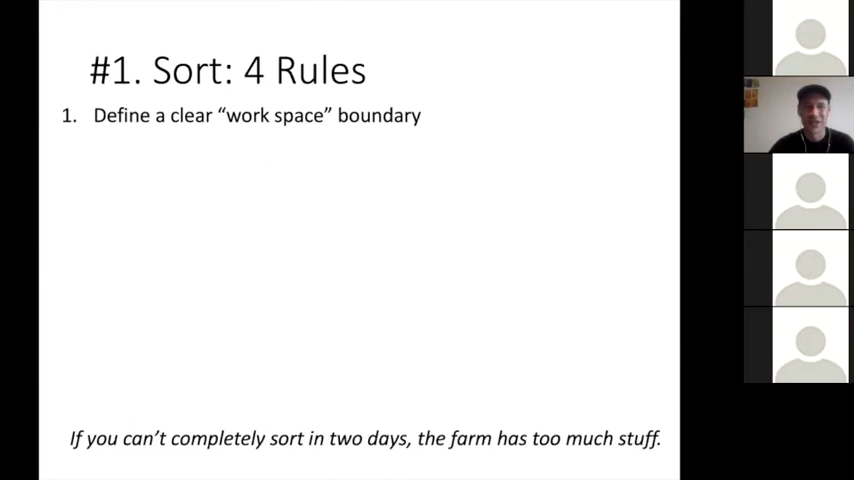 #1. Sort: 4 Rules
1. Define a clear “work space” boundary
If you can’t completely sort in two days, the farm has too much stuff.